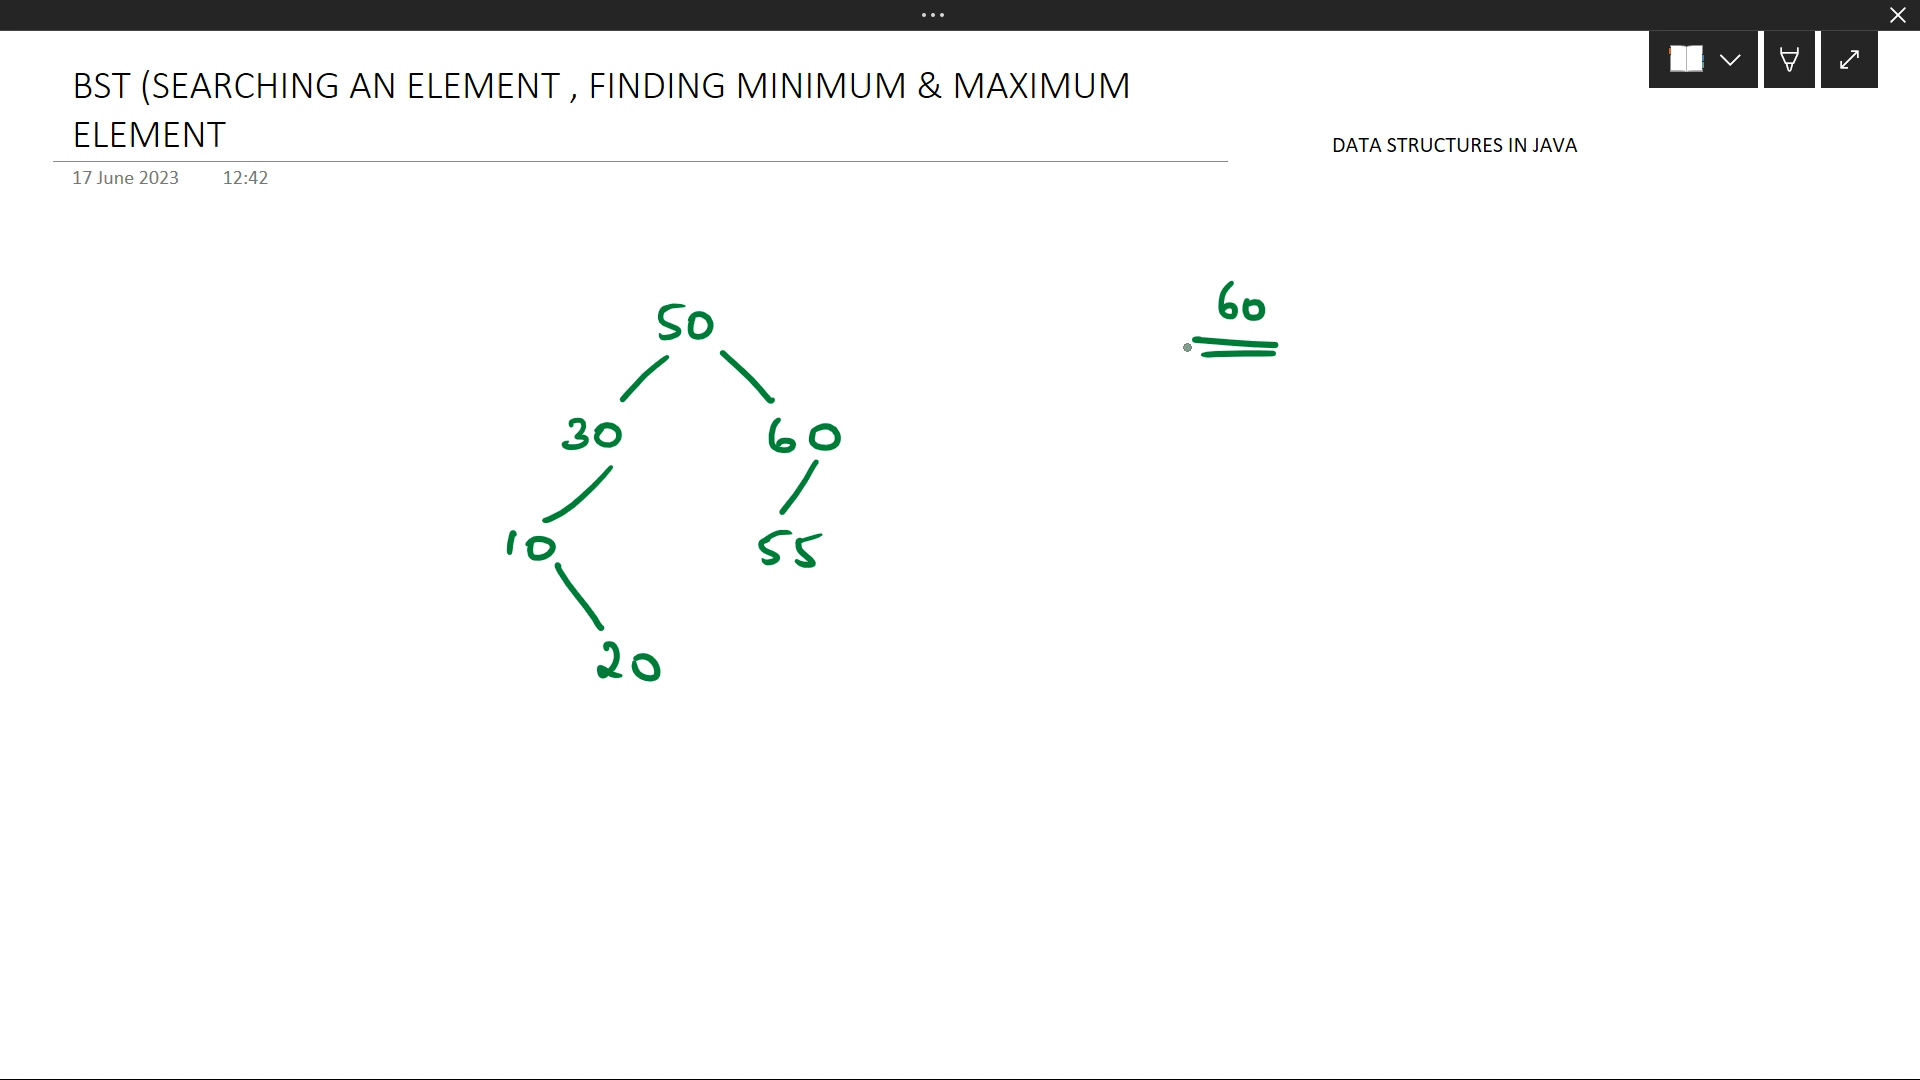 BST (SEARCHING AN ELEMENT , FINDING MINIMUM & MAXIMUM
ELEMENT
DATA STRUCTURES IN JAVA
17 June 2023 12:42
60
50
30 60
10 55
20